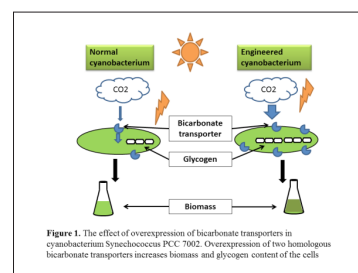 Normal
cyanobacterium
Engineered
cyanobacterium
CO2
CO2
Bicarbonate
transporter
Glycogen
Biomass
Figure 1. The effect of overexpression of bicarbonate transporters in
cyanobacterium Synechococcus PCC 7002. Overexpression of two homologous
bicarbonate transporters increases biomass and glycogen content of the cells